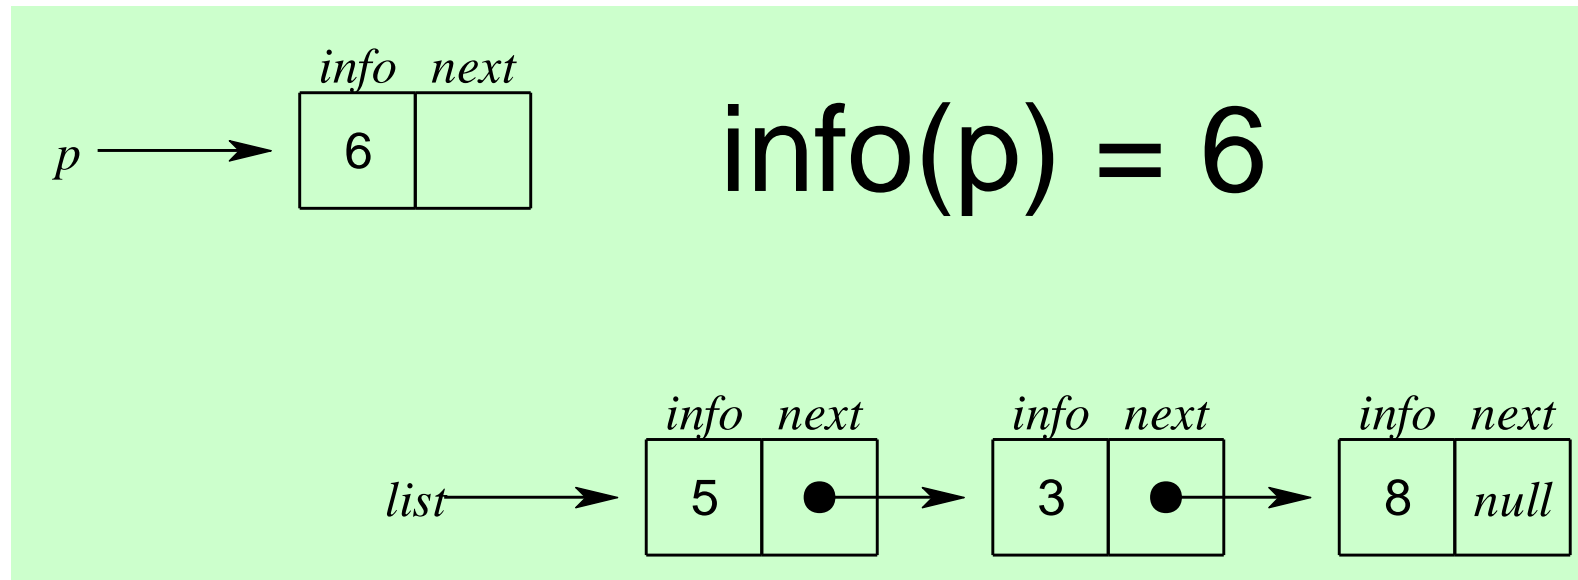 info next
p 6
info(p) = 6
info next info next info next
list 5 3 8 null